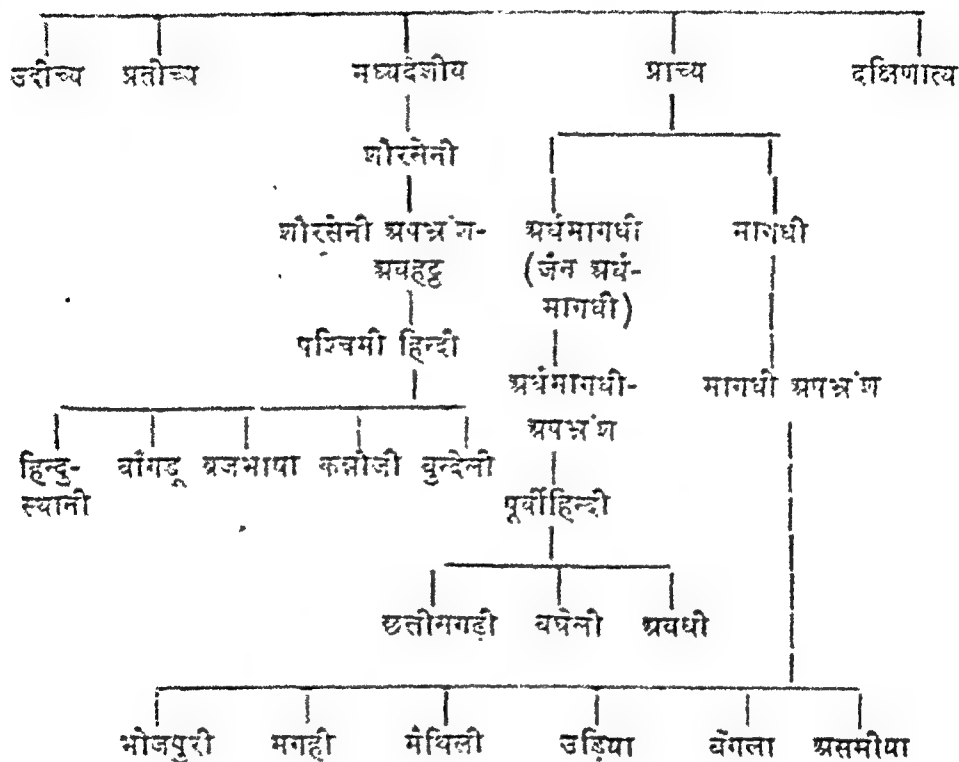 उदीच्य प्रतीच्य मध्यदेशीय प्राच्य दक्षिणात्य
शौरसेनी
शौरसेनी अपभ्रंश- अर्धमागधी मागधी
अवहट्ठ (जैन अर्ध-
मागधी)
पश्चिमी हिन्दी
अर्धमागधी- मागधी अपभ्रंश
अपभ्रंश
हिन्दु- बाँगडू ब्रजभाषा कन्नोजी बुन्देली
स्थानी
पूर्वीहिन्दी
छत्तीसगढ़ी बघेली अवधी
भोजपुरी मगही मैथिली उड़िया बँगला असमीया